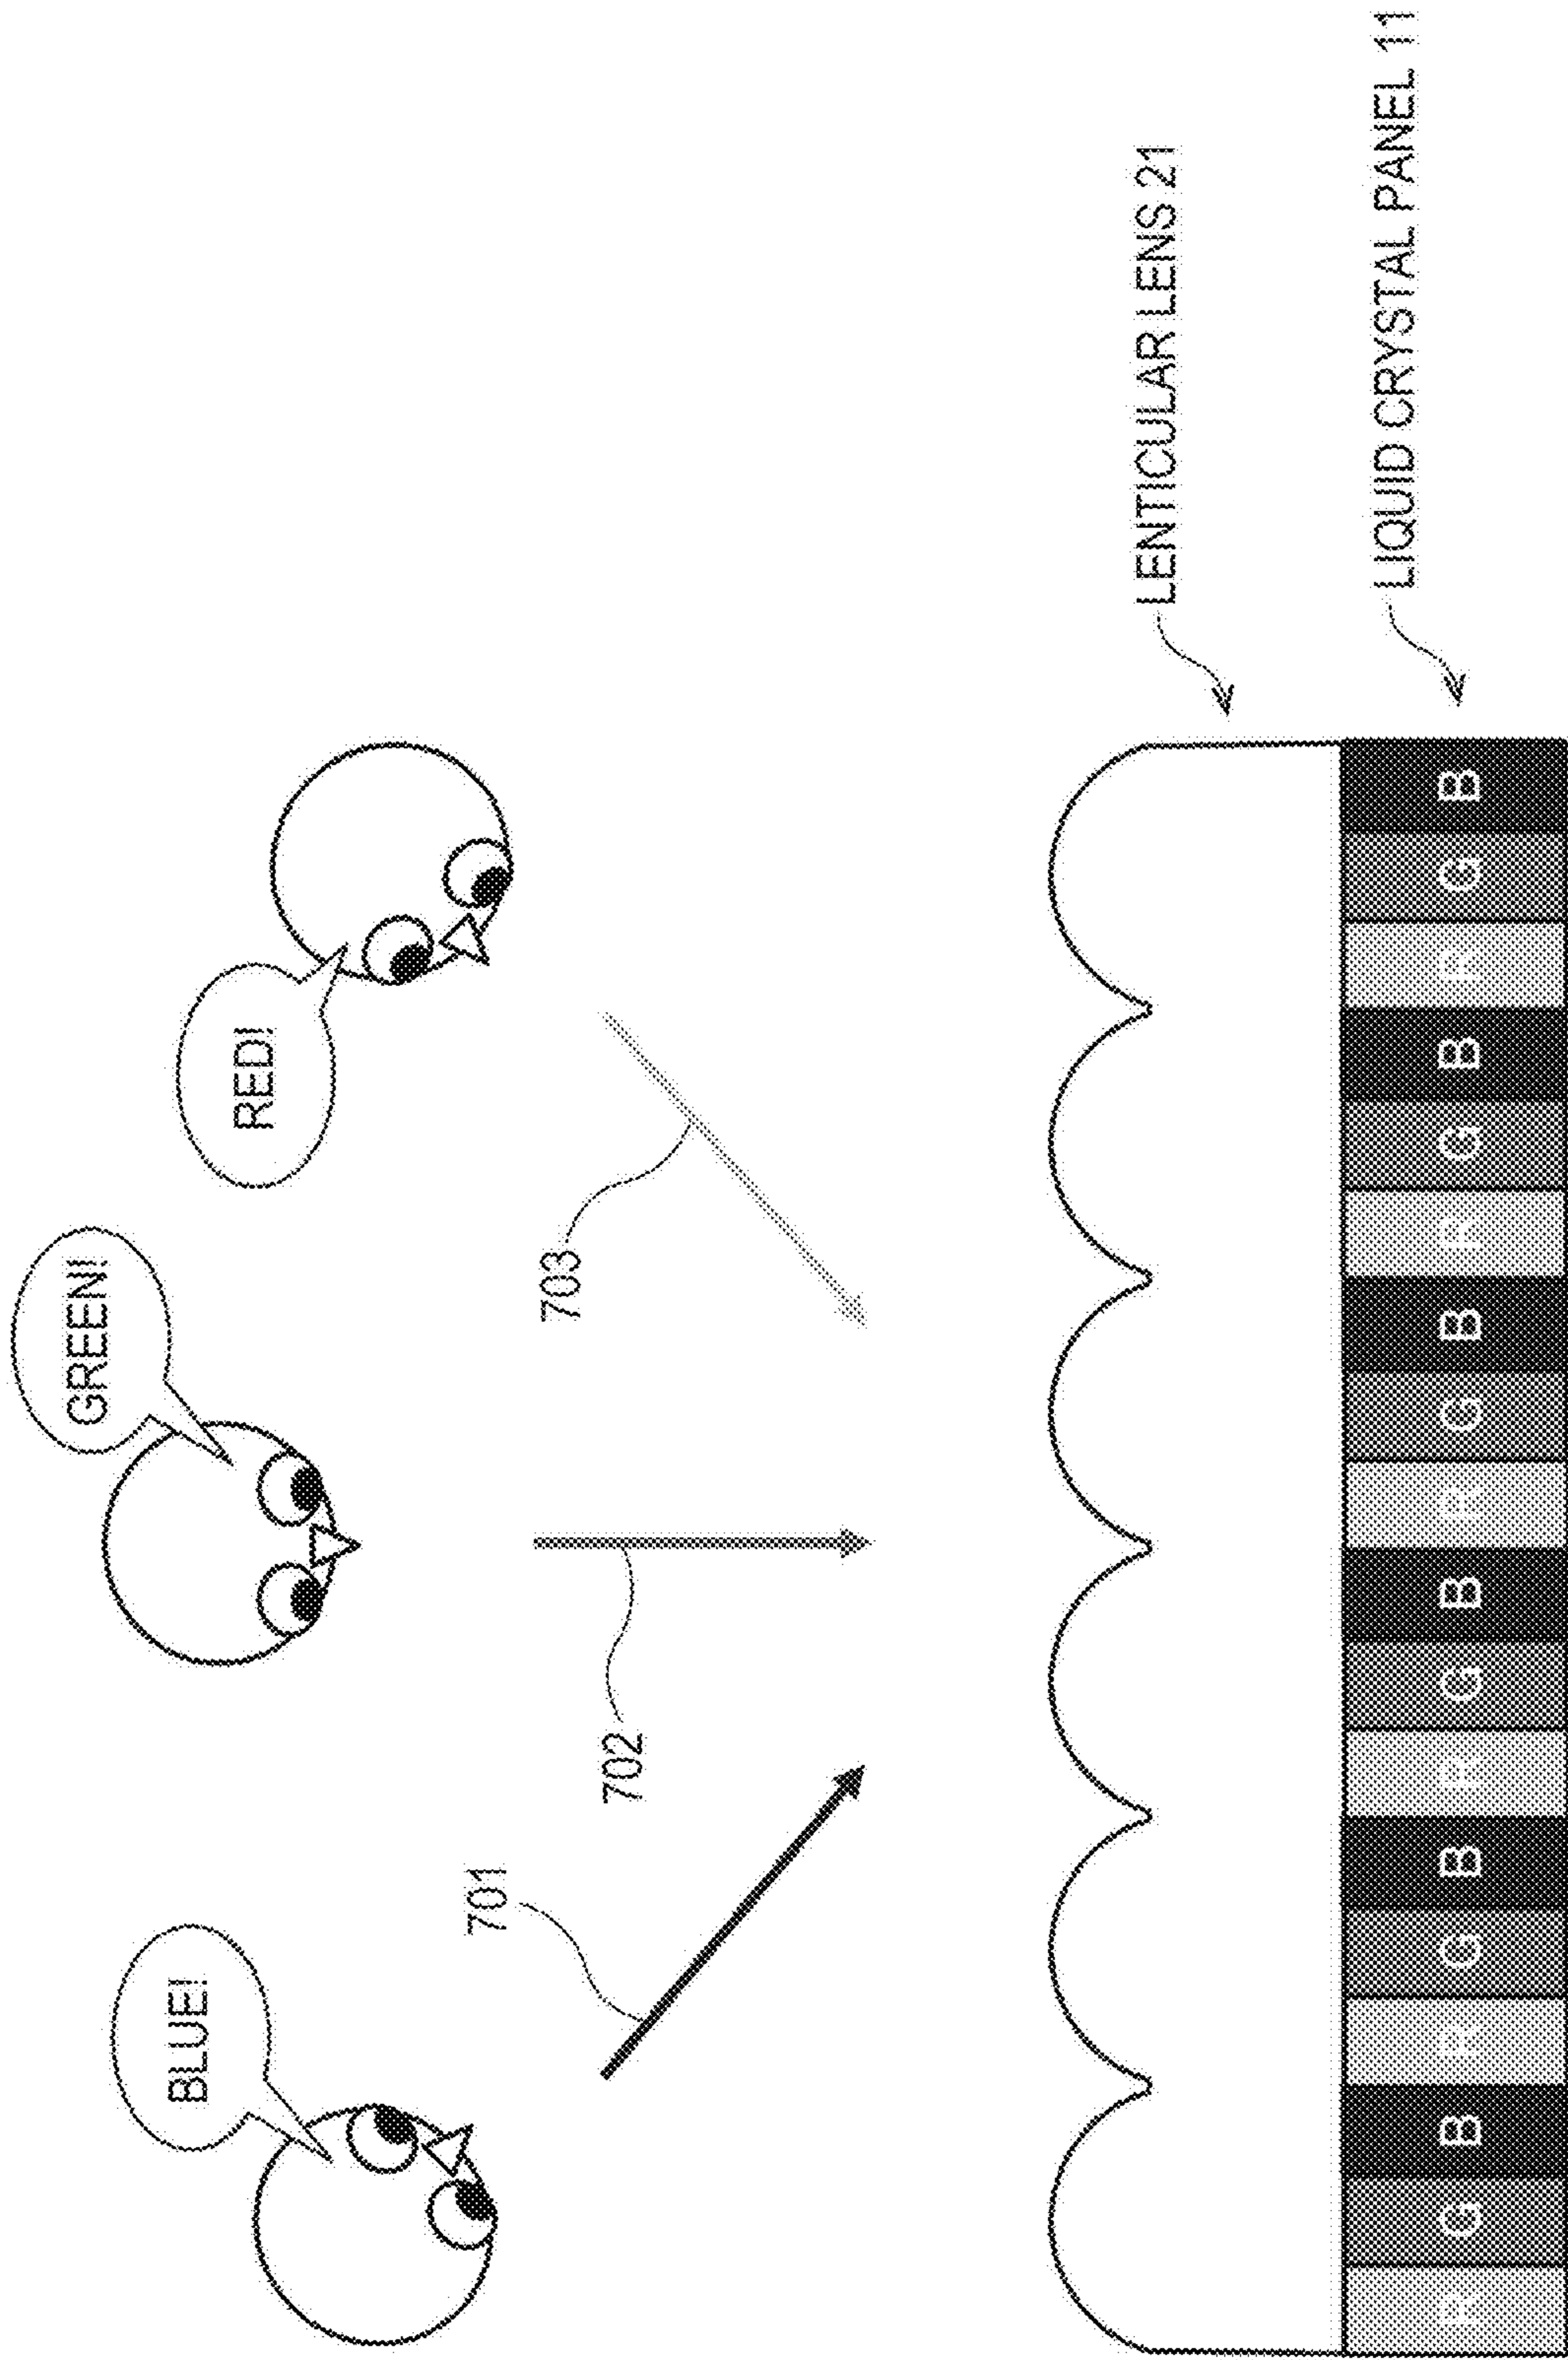 BLUE!
GREEN!
RED!
701
702
703
LENTICULAR LENS 21
LIQUID CRYSTAL PANEL 11
R G B R G B R G B R G B R G B R G B